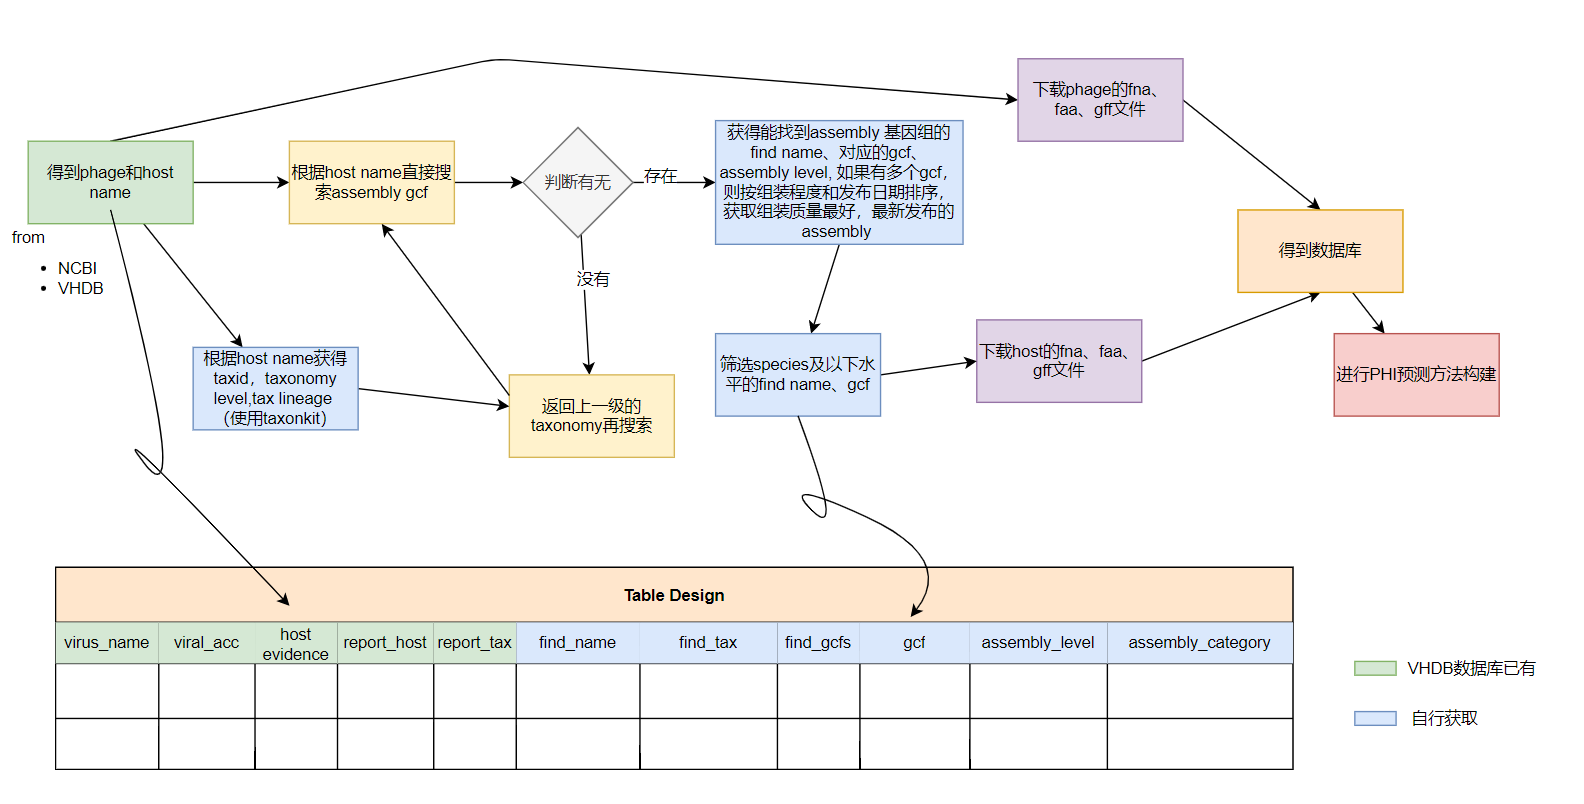 下载phage的fna、
faa、gff文件
得到phage和host
name
from
NCBI
VHDB
根据host name直接搜
索assembly gcf
判断有无
存在
没有
获得能找到assembly 基因组的
find name、对应的gcf、
assembly level, 如果有多个gcf，
则按组装程度和发布日期排序，
获取组装质量最好，最新发布的
assembly
得到数据库
根据host name获得
taxid，taxonomy
level,tax lineage
（使用taxonkit）
返回上一级的
taxonomy再搜索
筛选species及以下水
平的find name、gcf
下载host的fna、faa、
gff文件
进行PHI预测方法构建
Table Design
virus_name
viral_acc
host
evidence
report_host
report_tax
find_name
find_tax
find_gcfs
gcf
assembly_level
assembly_category
VHDB数据库已有
自行获取